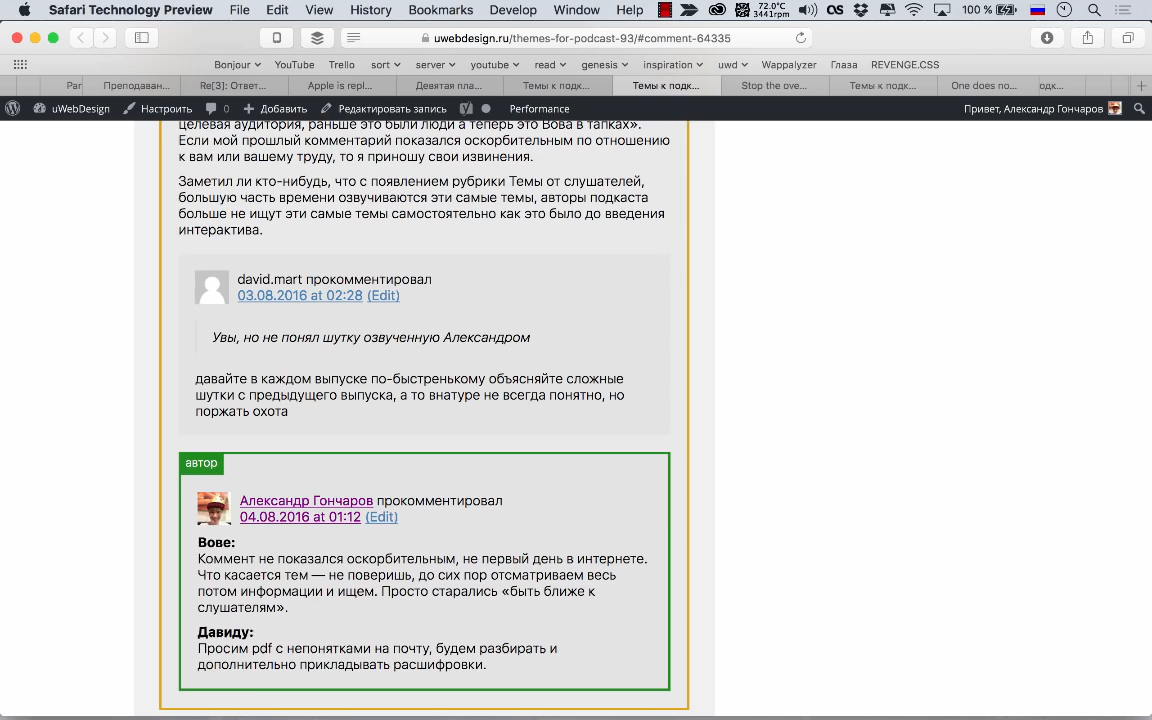 Safari Technology Preview File Edit View History Bookmarks Develop Window Help 72.0°C 3441rpm 100 %
uwebdesign.ru/themes-for-podcast-93/#comment-64335
Bonjour YouTube Trello sort server youtube read genesis inspiration uwd Wappalyzer Глаза REVENGE.CSS
Par Преподаван... Re[3]: Ответ... Apple is repl... Девятая пла... Темы к подк... Темы к подк... Stop the ove... Темы к подк... One does no... одк...
uWebDesign Настроить 0 Добавить Редактировать запись Performance Привет, Александр Гончаров
целевая аудитория, раньше это были люди а теперь это Вова в тапках».
Если мой прошлый комментарий показался оскорбительным по отношению
к вам или вашему труду, то я приношу свои извинения.
Заметил ли кто-нибудь, что с появлением рубрики Темы от слушателей,
большую часть времени озвучиваются эти самые темы, авторы подкаста
больше не ищут эти самые темы самостоятельно как это было до введения
интерактива.
david.mart прокомментировал
03.08.2016 at 02:28 (Edit)
Увы, но не понял шутку озвученную Александром
давайте в каждом выпуске по-быстренькому объясняйте сложные
шутки с предыдущего выпуска, а то внатуре не всегда понятно, но
поржать охота
автор
Александр Гончаров прокомментировал
04.08.2016 at 01:12 (Edit)
Вове:
Коммент не показался оскорбительным, не первый день в интернете.
Что касается тем — не поверишь, до сих пор отсматриваем весь
потом информации и ищем. Просто старались «быть ближе к
слушателям».
Давиду:
Просим pdf с непонятками на почту, будем разбирать и
дополнительно прикладывать расшифровки.